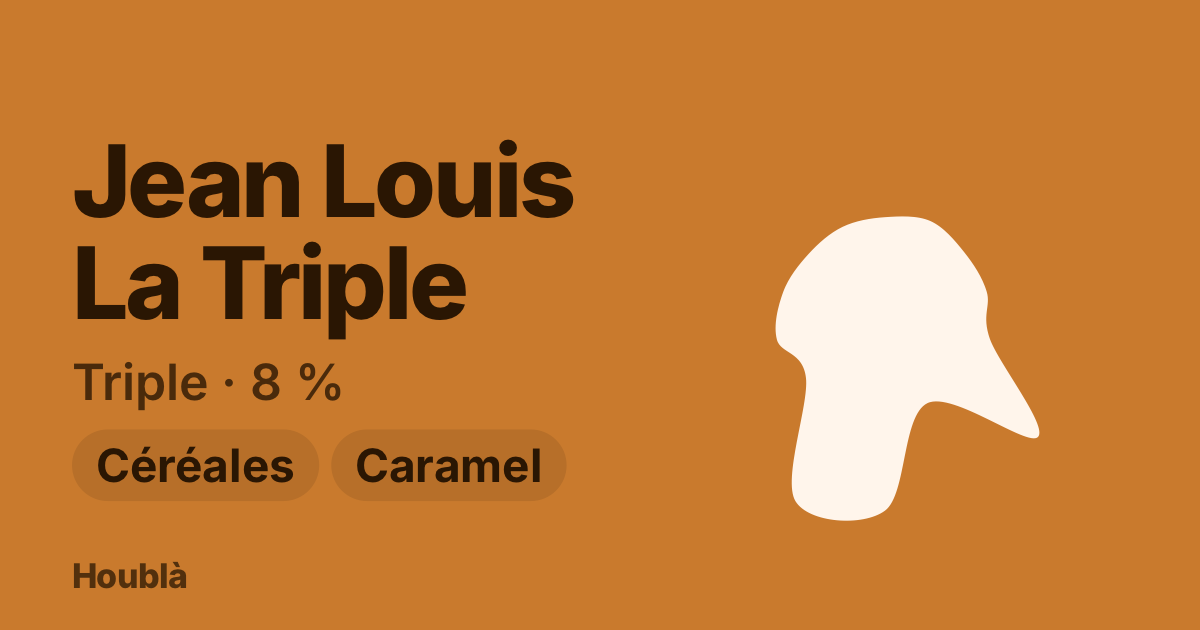 Jean Louis
La Triple
Triple · 8 %
Céréales
Caramel
Houblà